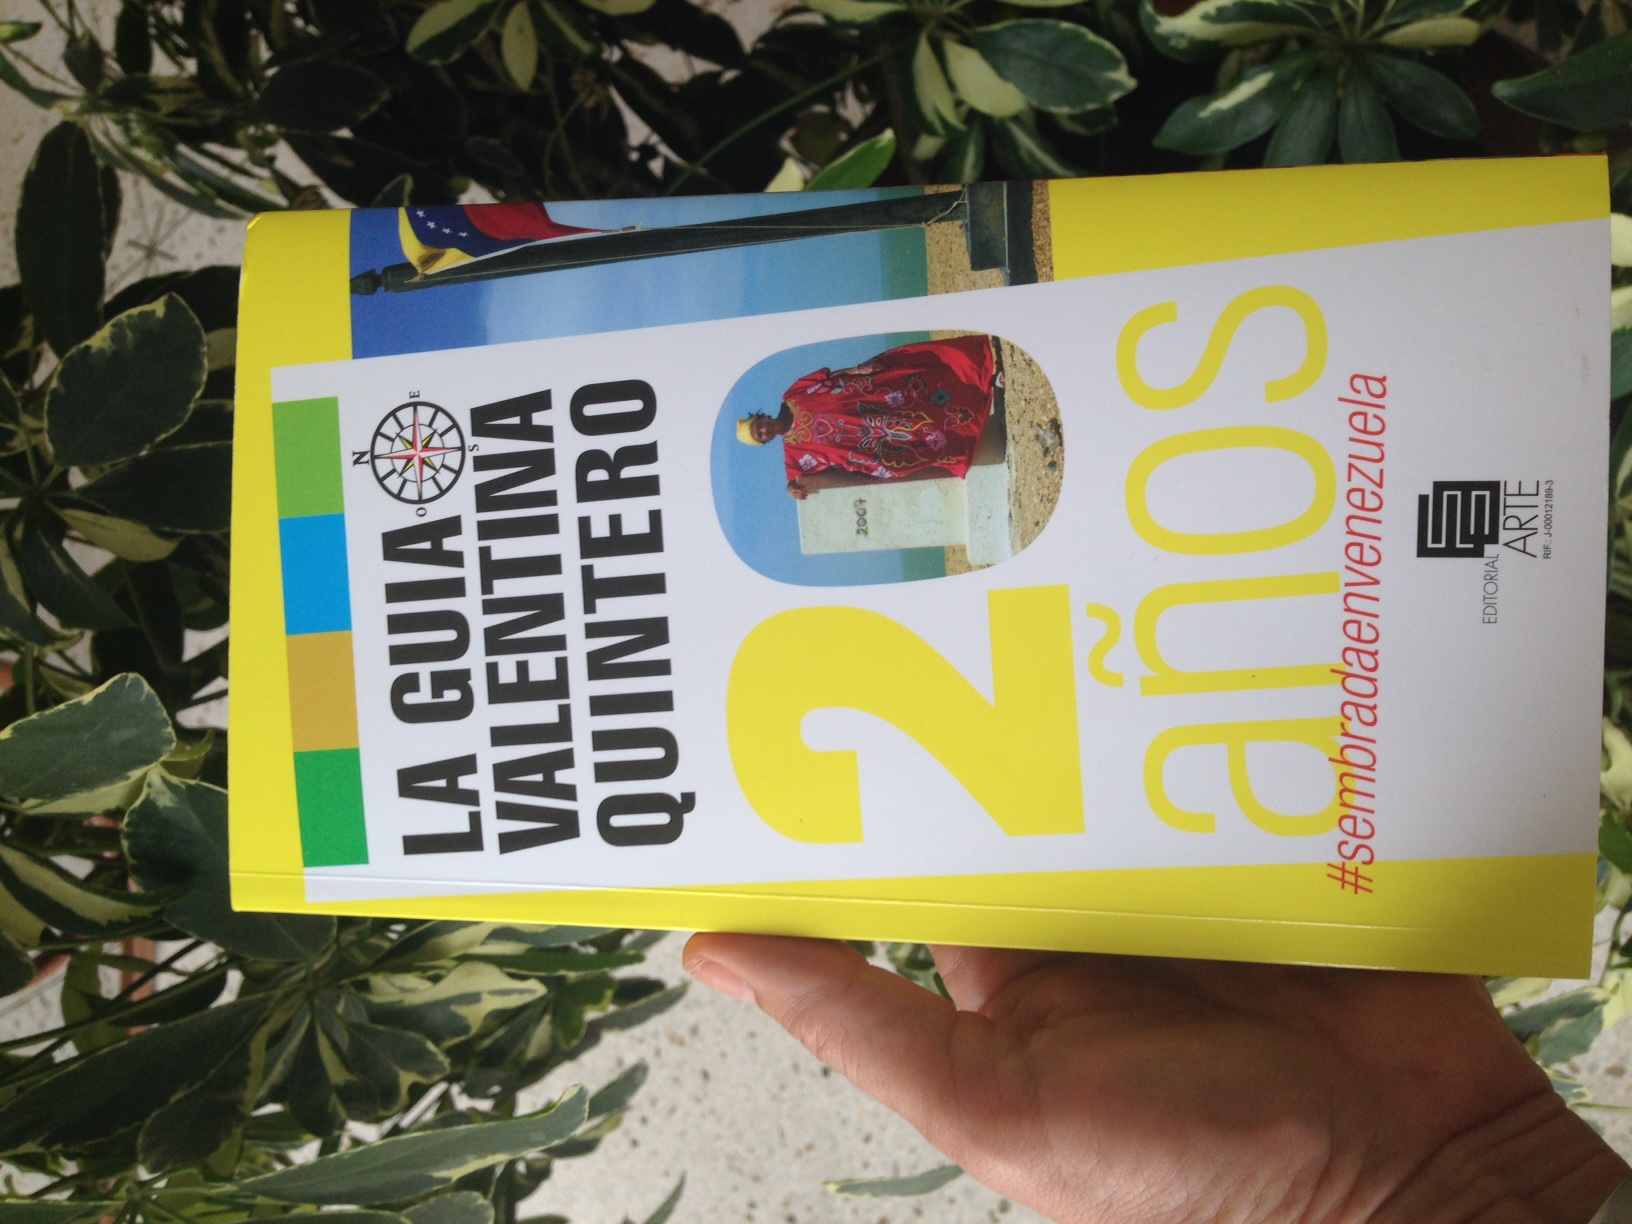 LA GUIA
N
E
S
O
VALENTINA
QUINTERO
2007
20
años
#sembradaenvenezuela
EDITORIAL
ARTE
RIF.: J-00012189-3